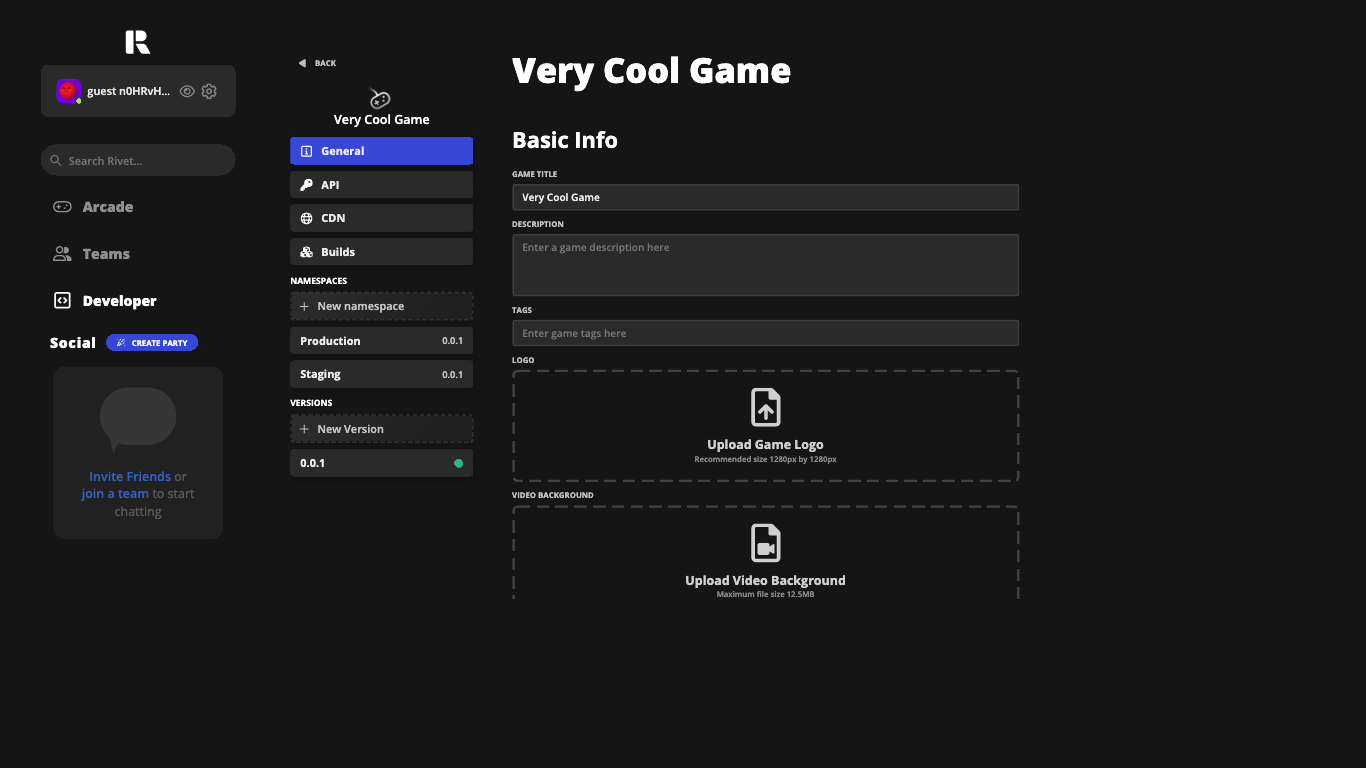 guest n0HRvH...
Search Rivet...
Arcade
Teams
Developer
Social
CREATE PARTY
Invite Friends or
join a team to start
chatting
BACK
Very Cool Game
General
API
CDN
Builds
NAMESPACES
New namespace
Production 0.0.1
Staging 0.0.1
VERSIONS
New Version
0.0.1
Very Cool Game
Basic Info
GAME TITLE
Very Cool Game
DESCRIPTION
Enter a game description here
TAGS
Enter game tags here
LOGO
Upload Game Logo
Recommended size 1280px by 1280px
VIDEO BACKGROUND
Upload Video Background
Maximum file size 12.5MB